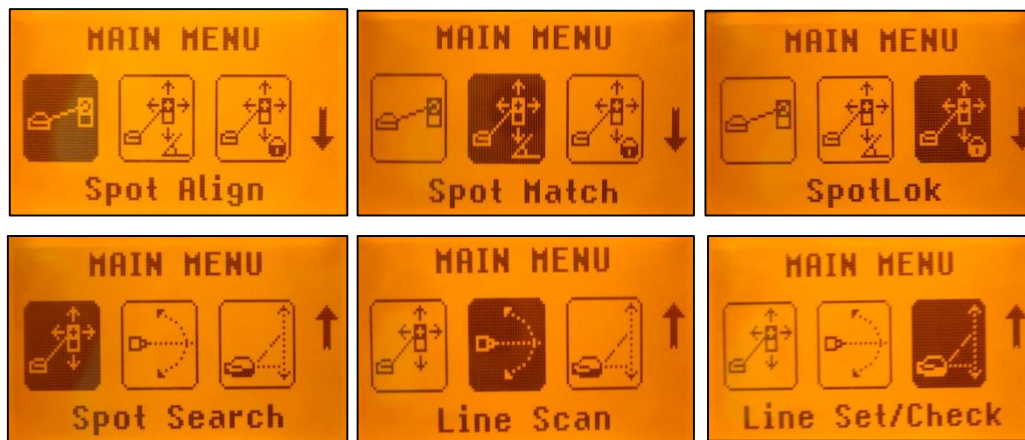 MAIN MENU
Spot Align
MAIN MENU
Spot Match
MAIN MENU
SpotLok
MAIN MENU
Spot Search
MAIN MENU
Line Scan
MAIN MENU
Line Set/Check